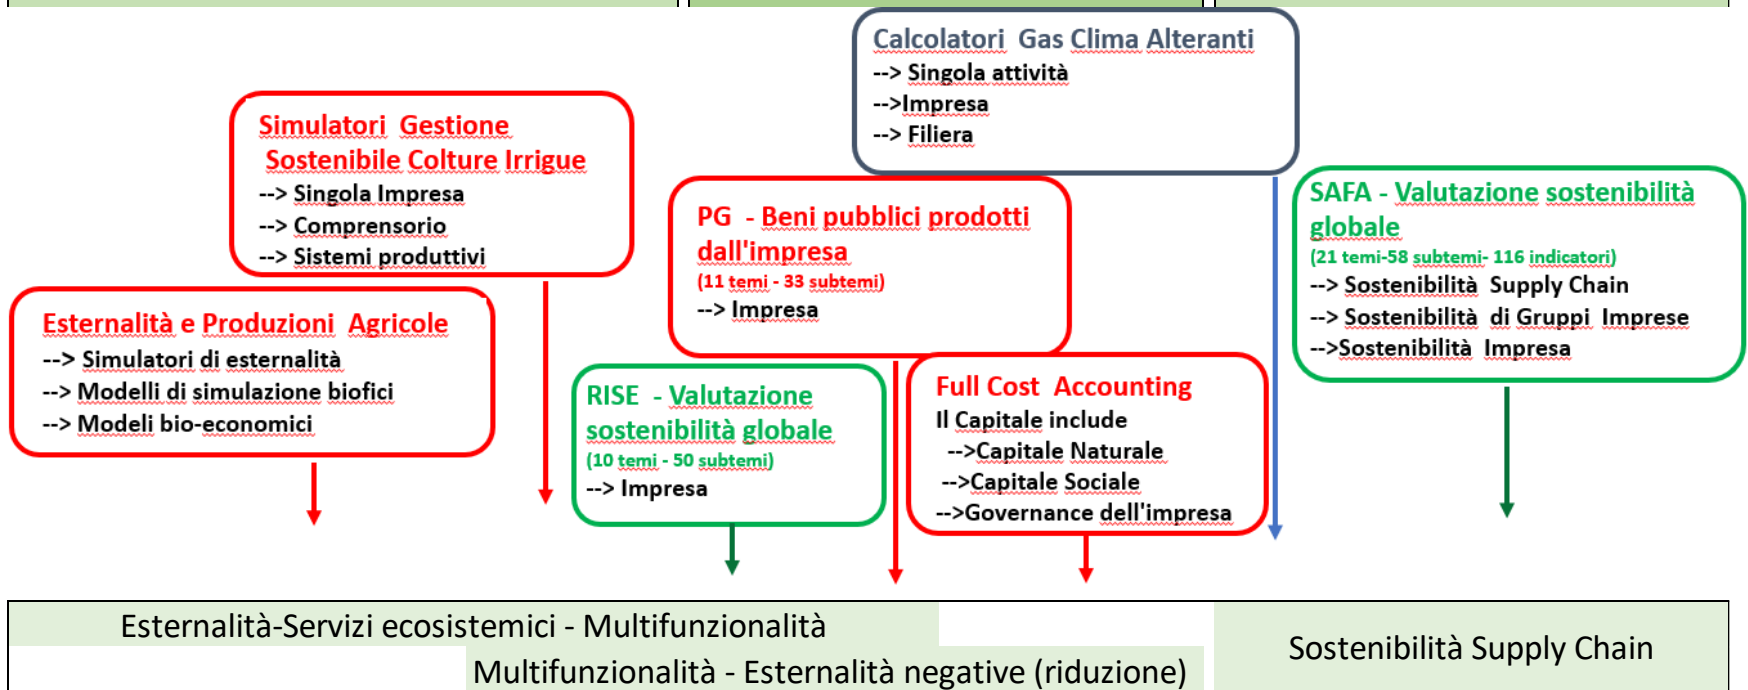 Calcolatori Gas Clima Alteranti
--> Singola attività
-->Impresa
--> Filiera
Simulatori Gestione
Sostenibile Colture Irrigue
--> Singola Impresa
--> Comprensorio
--> Sistemi produttivi
PG - Beni pubblici prodotti
dall'impresa
(11 temi - 33 subtemi)
--> Impresa
SAFA - Valutazione sostenibilità
globale
(21 temi-58 subtemi- 116 indicatori)
--> Sostenibilità Supply Chain
--> Sostenibilità di Gruppi Imprese
-->Sostenibilità Impresa
Esternalità e Produzioni Agricole
--> Simulatori di esternalità
--> Modelli di simulazione biofici
--> Modeli bio-economici
RISE - Valutazione
sostenibilità globale
(10 temi - 50 subtemi)
--> Impresa
Full Cost Accounting
Il Capitale include
-->Capitale Naturale
-->Capitale Sociale
-->Governance dell'impresa
Esternalità-Servizi ecosistemici - Multifunzionalità
Multifunzionalità - Esternalità negative (riduzione)
Sostenibilità Supply Chain